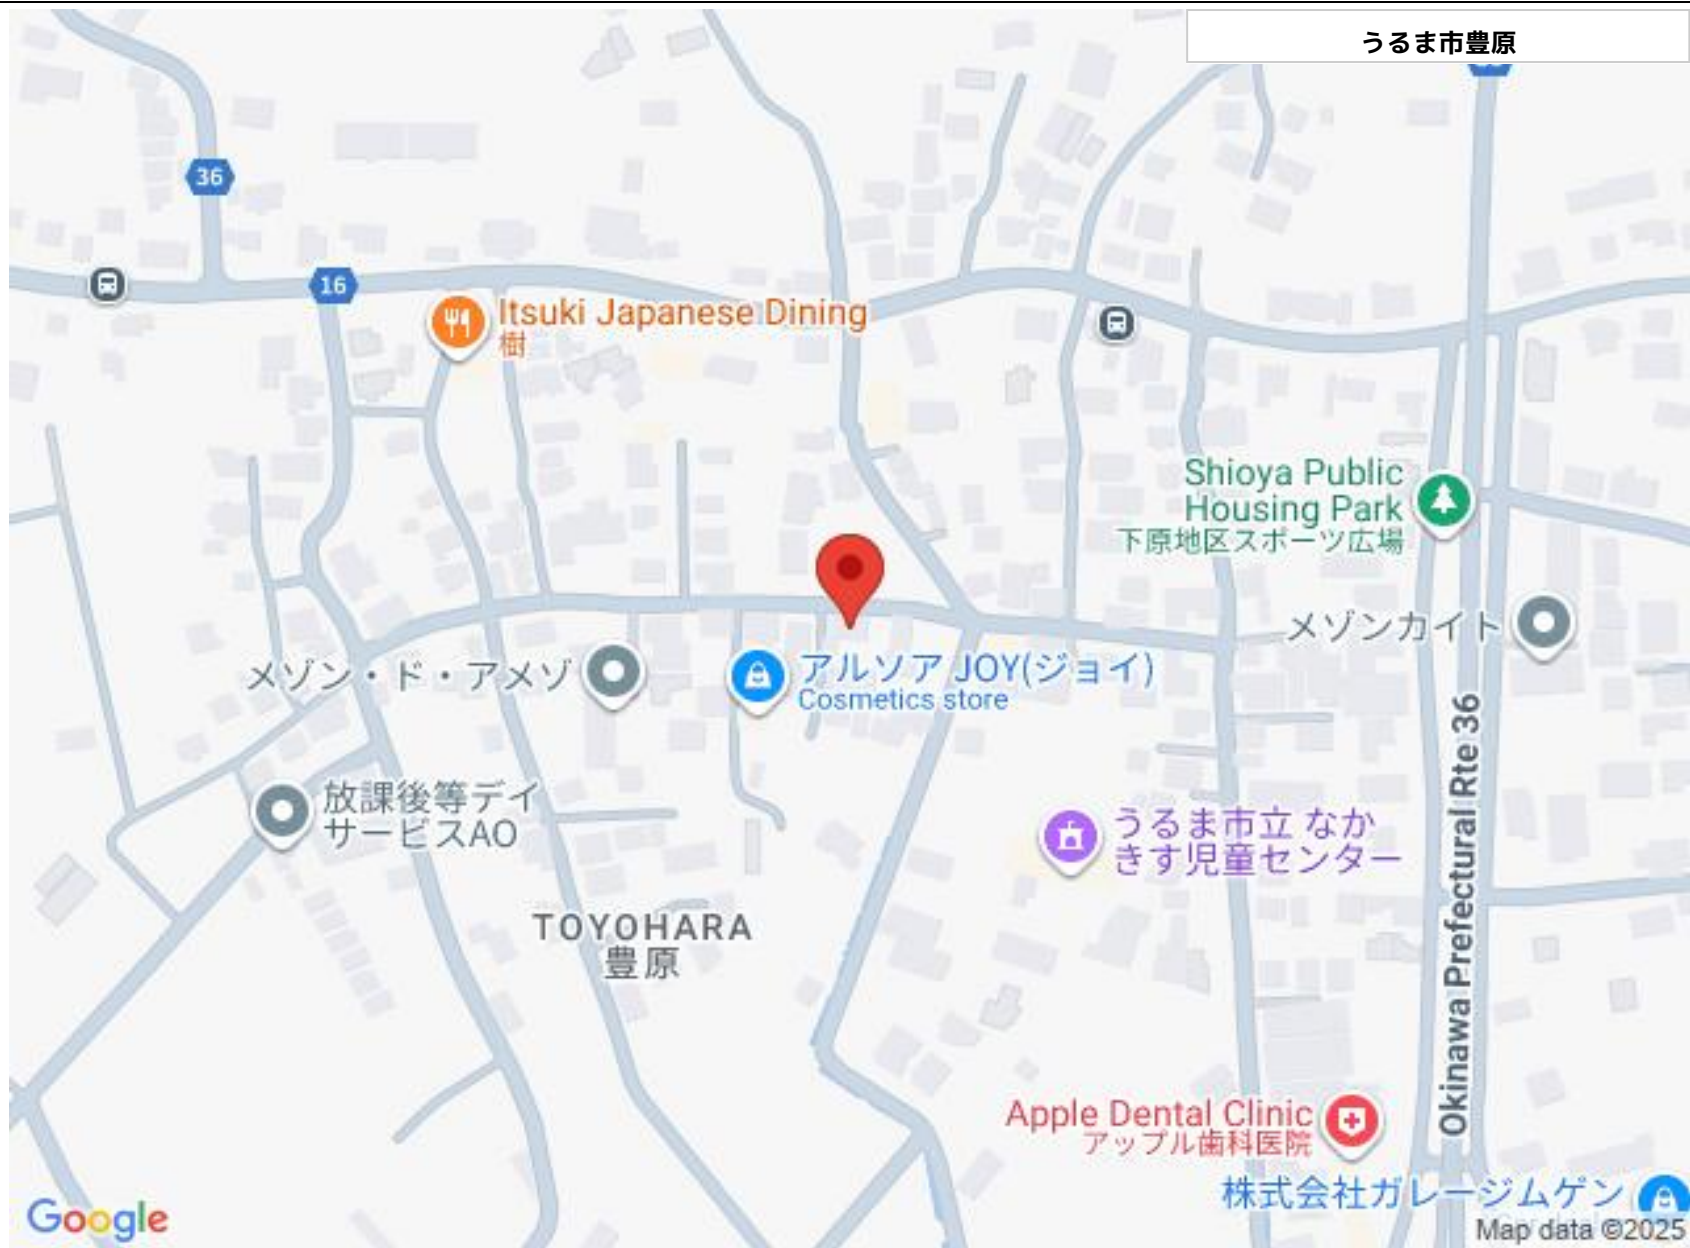 うるま市豊原
36
16
Itsuki Japanese Dining
樹
Shioya Public
Housing Park
下原地区スポーツ広場
メゾンカイト
メゾン・ド・アメゾ
アルソア JOY(ジョイ)
Cosmetics store
放課後等デイ
サービスAO
うるま市立 なか
きす児童センター
TOYOHARA
豊原
Okinawa Prefectural Rte 36
Apple Dental Clinic
アップル歯科医院
株式会社ガレージムゲン
Google
Map data ©2025